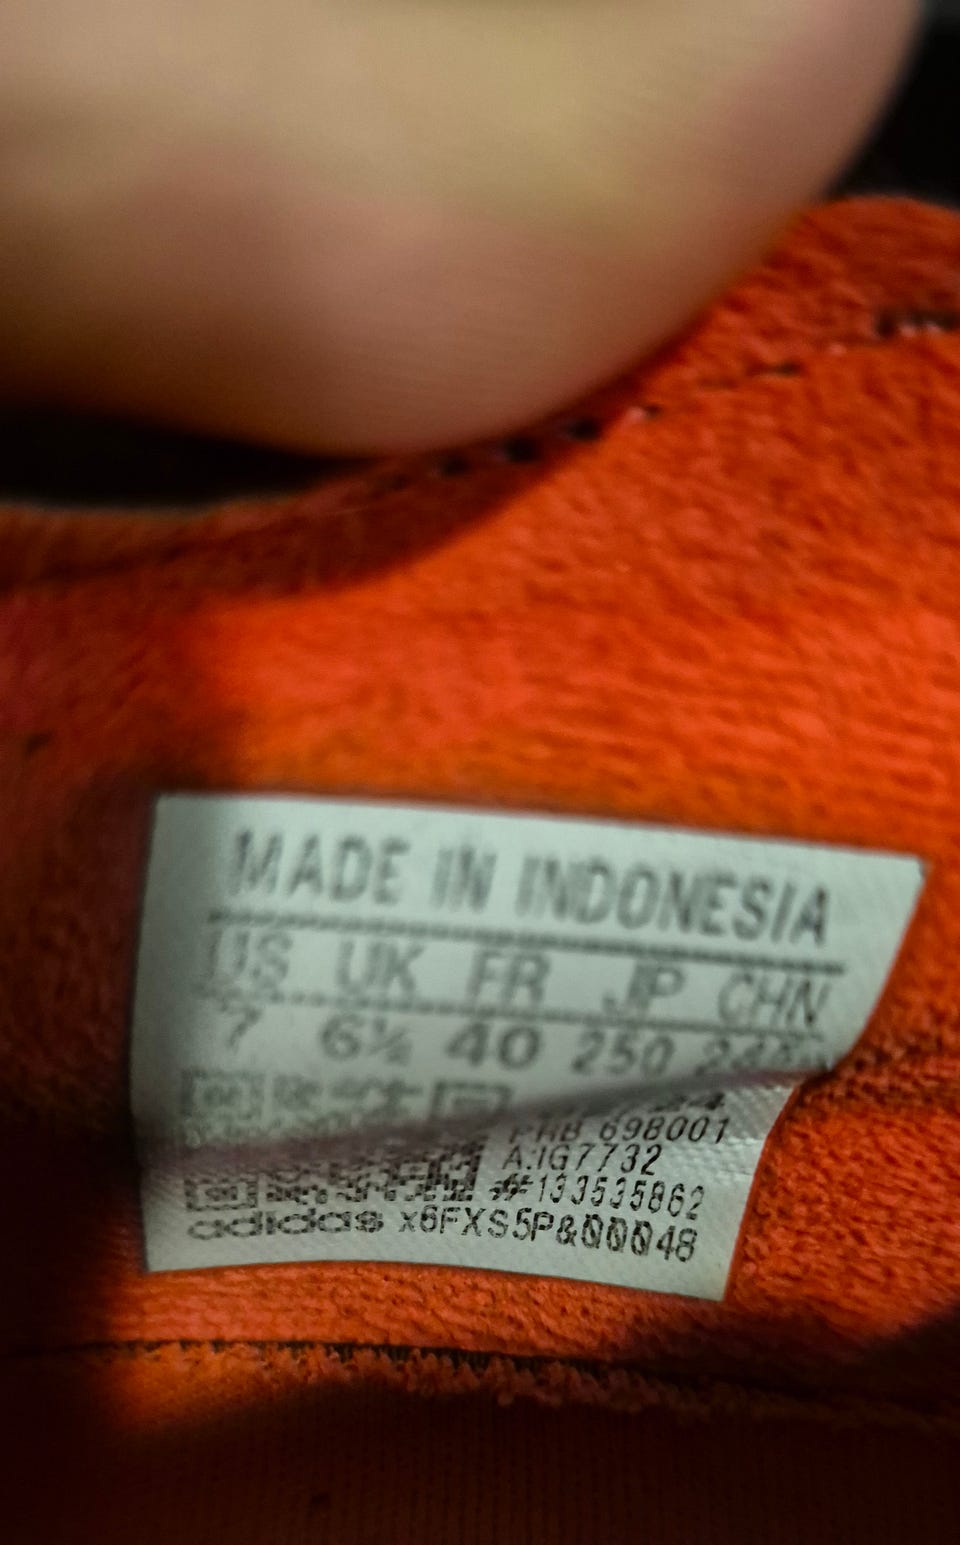 MADE IN INDONESIA
US UK FR JP CHN
7 6½ 40 250
698001
A.IG7732
#133535862
adidas x6FXS5P&00048